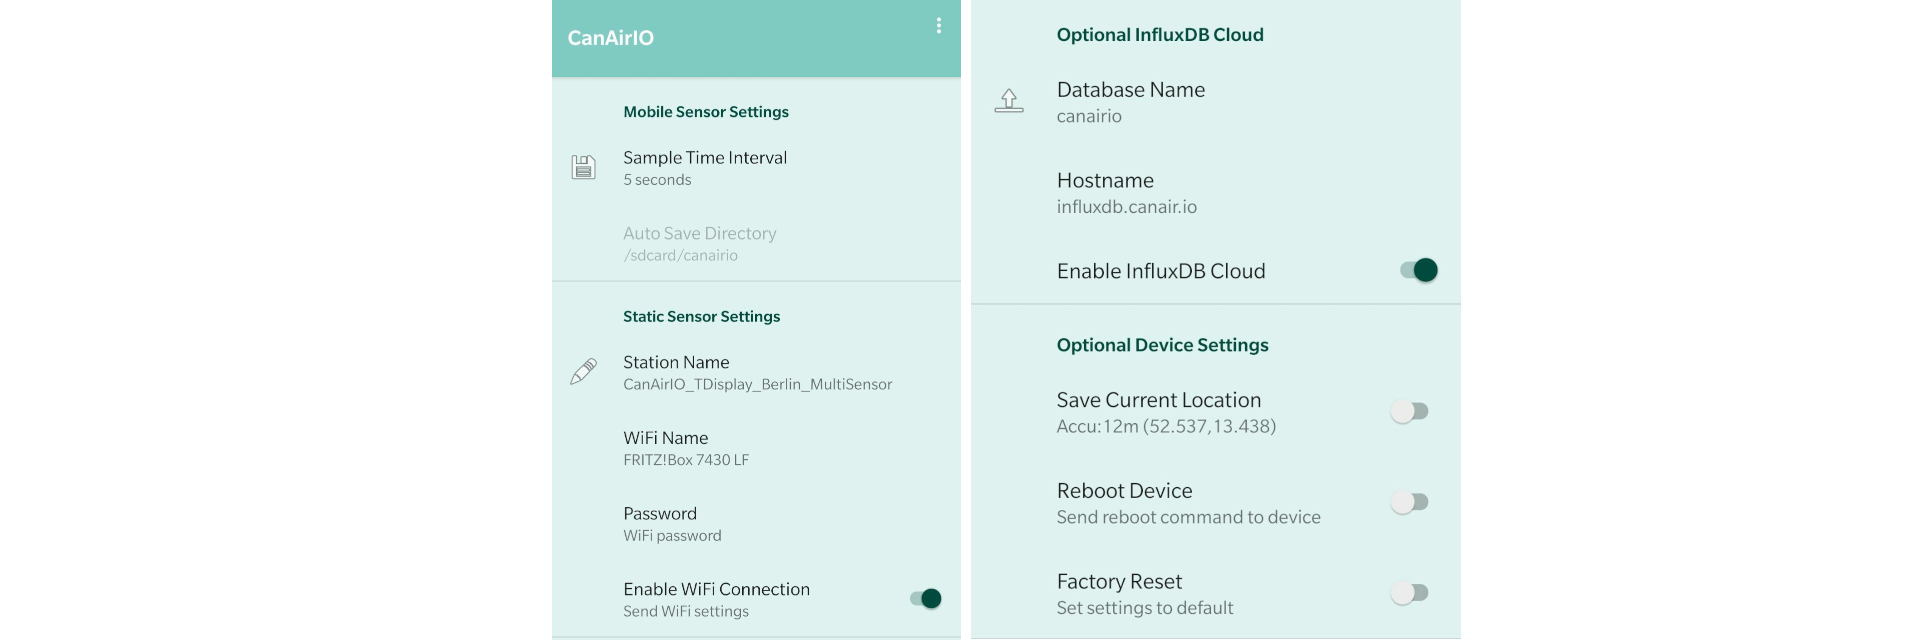 CanAirIO
Mobile Sensor Settings
Sample Time Interval
5 seconds
Auto Save Directory
/sdcard/canairio
Static Sensor Settings
Station Name
CanAirIO_TDisplay_Berlin_MultiSensor
WiFi Name
FRITZ!Box 7430 LF
Password
WiFi password
Enable WiFi Connection
Send WiFi settings
Optional InfluxDB Cloud
Database Name
canairio
Hostname
influxdb.canair.io
Enable InfluxDB Cloud
Optional Device Settings
Save Current Location
Accu:12m (52.537,13.438)
Reboot Device
Send reboot command to device
Factory Reset
Set settings to default